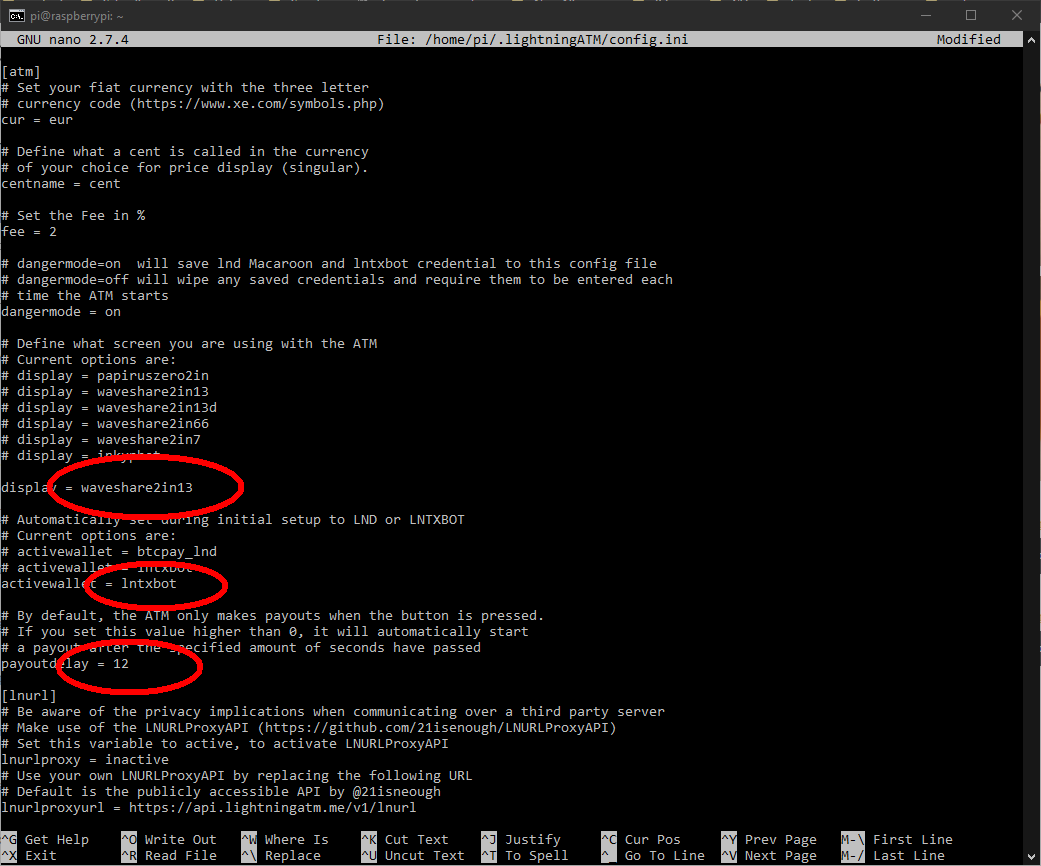 pi@raspberrypi: ~
GNU nano 2.7.4 File: /home/pi/.lightningATM/config.ini Modified
[atm]
# Set your fiat currency with the three letter
# currency code (https://www.xe.com/symbols.php)
cur = eur
# Define what a cent is called in the currency
# of your choice for price display (singular).
centname = cent
# Set the Fee in %
fee = 2
# dangermode=on  will save lnd Macaroon and lntxbot credential to this config file
# dangermode=off will wipe any saved credentials and require them to be entered each
# time the ATM starts
dangermode = on
# Define what screen you are using with the ATM
# Current options are:
# display = papiruszero2in
# display = waveshare2in13
# display = waveshare2in13d
# display = waveshare2in66
# display = waveshare2in7
# display = inkyphat
display = waveshare2in13
# Automatically set during initial setup to LND or LNTXBOT
# Current options are:
# activewallet = btcpay_lnd
# activewallet = lntxbot
activewallet = lntxbot
# By default, the ATM only makes payouts when the button is pressed.
# If you set this value higher than 0, it will automatically start
# a payout after the specified amount of seconds have passed
payoutdelay = 12
[lnurl]
# Be aware of the privacy implications when communicating over a third party server
# Make use of the LNURLProxyAPI (https://github.com/21isenough/LNURLProxyAPI)
# Set this variable to active, to activate LNURLProxyAPI
lnurlproxy = inactive
# Use your own LNURLProxyAPI by replacing the following URL
# Default is the publicly accessible API by @21isneough
lnurlproxyurl = https://api.lightningatm.me/v1/lnurl
^G Get Help ^O Write Out ^W Where Is ^K Cut Text ^J Justify ^C Cur Pos ^Y Prev Page M-\ First Line
^X Exit ^R Read File ^\ Replace ^U Uncut Text ^T To Spell ^_ Go To Line ^V Next Page M-/ Last Line